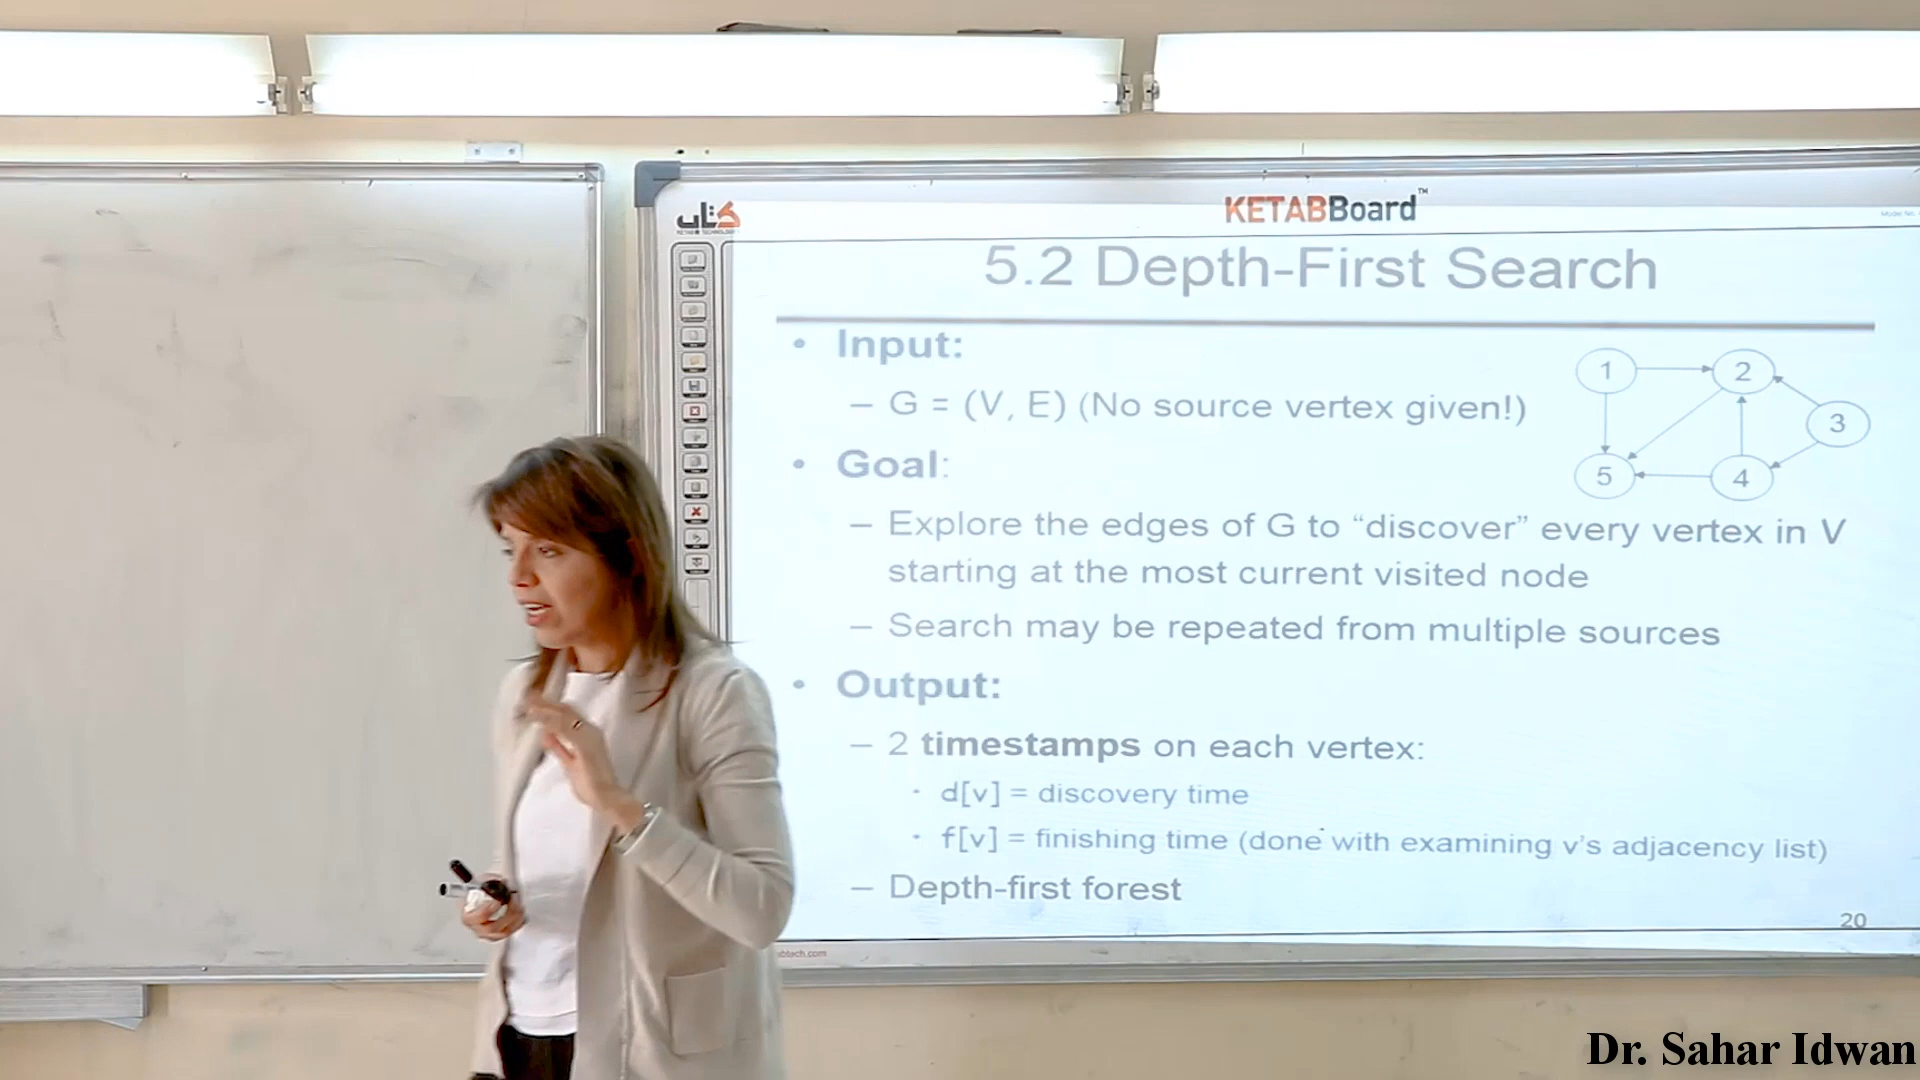 كتاب
KETABBoard™
5.2 Depth-First Search
• Input:
– G = (V, E) (No source vertex given!)
1
2
3
5
4
• Goal:
– Explore the edges of G to “discover” every vertex in V
starting at the most current visited node
– Search may be repeated from multiple sources
• Output:
– 2 timestamps on each vertex:
• d[v] = discovery time
• f[v] = finishing time (done with examining v's adjacency list)
– Depth-first forest
20
Dr. Sahar Idwan